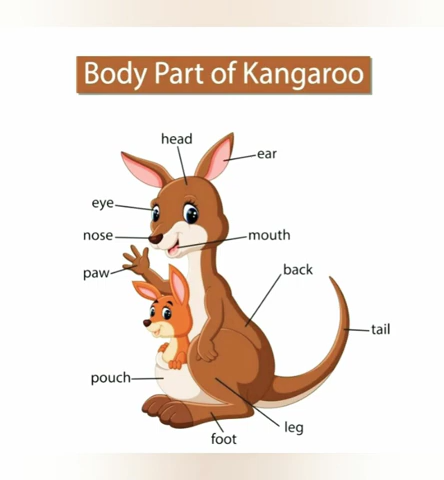 Body Part of Kangaroo
head
ear
eye
nose
mouth
paw
back
tail
pouch
leg
foot